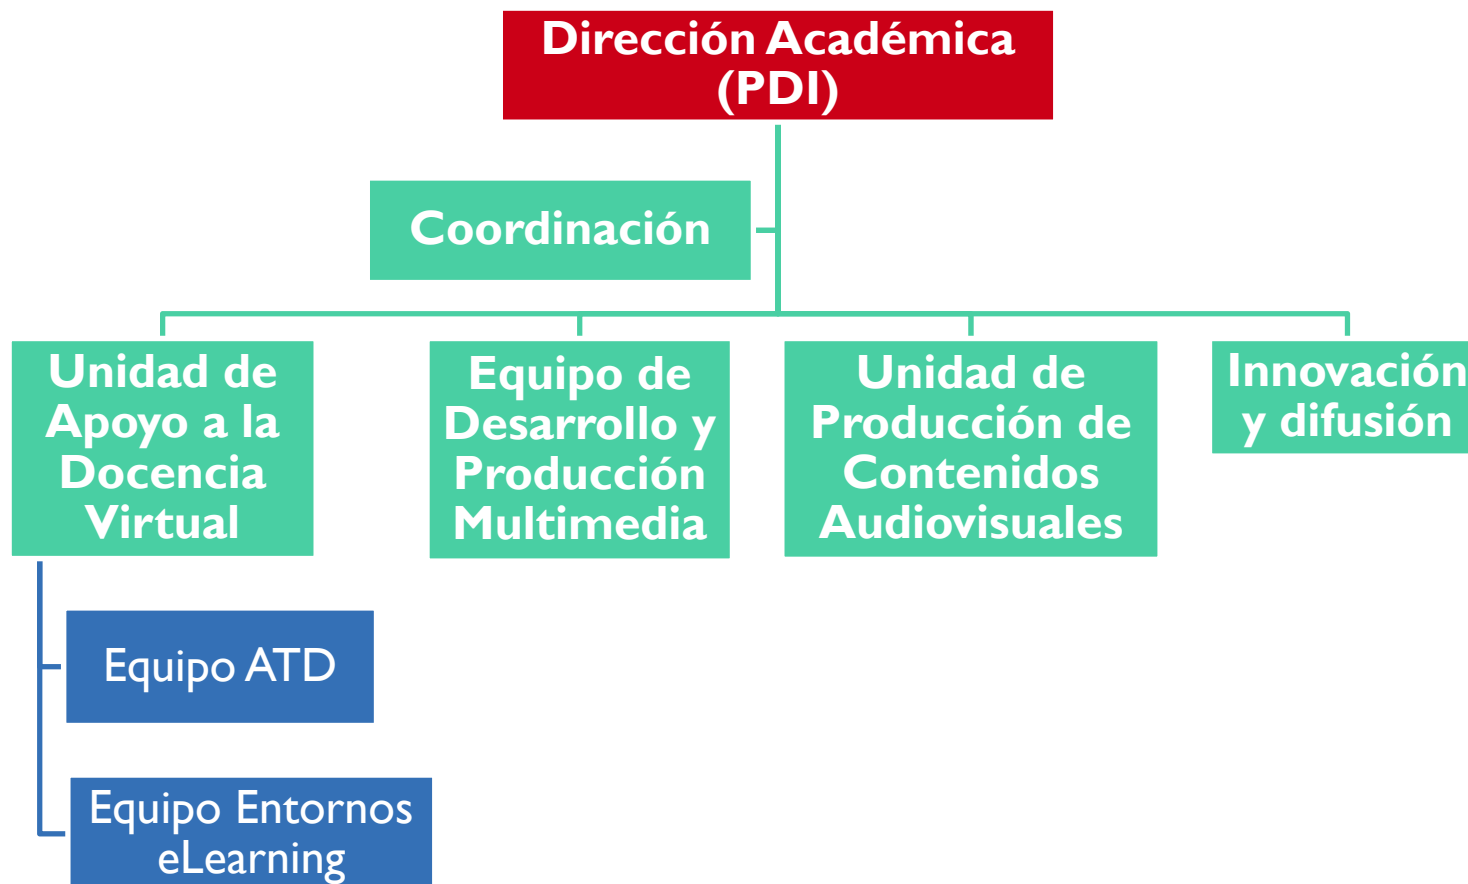 Dirección Académica
(PDI)
Coordinación
Unidad de
Apoyo a la
Docencia
Virtual
Equipo de
Desarrollo y
Producción
Multimedia
Unidad de
Producción de
Contenidos
Audiovisuales
Innovación
y difusión
Equipo ATD
Equipo Entornos
eLearning